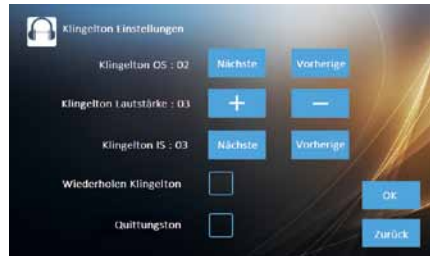 Klingelton Einstellungen
Klingelton OS : 02 Nächste Vorherige
Klingelton Lautstärke : 03 + −
Klingelton IS : 03 Nächste Vorherige
Wiederholen Klingelton
OK
Quittungston
Zurück